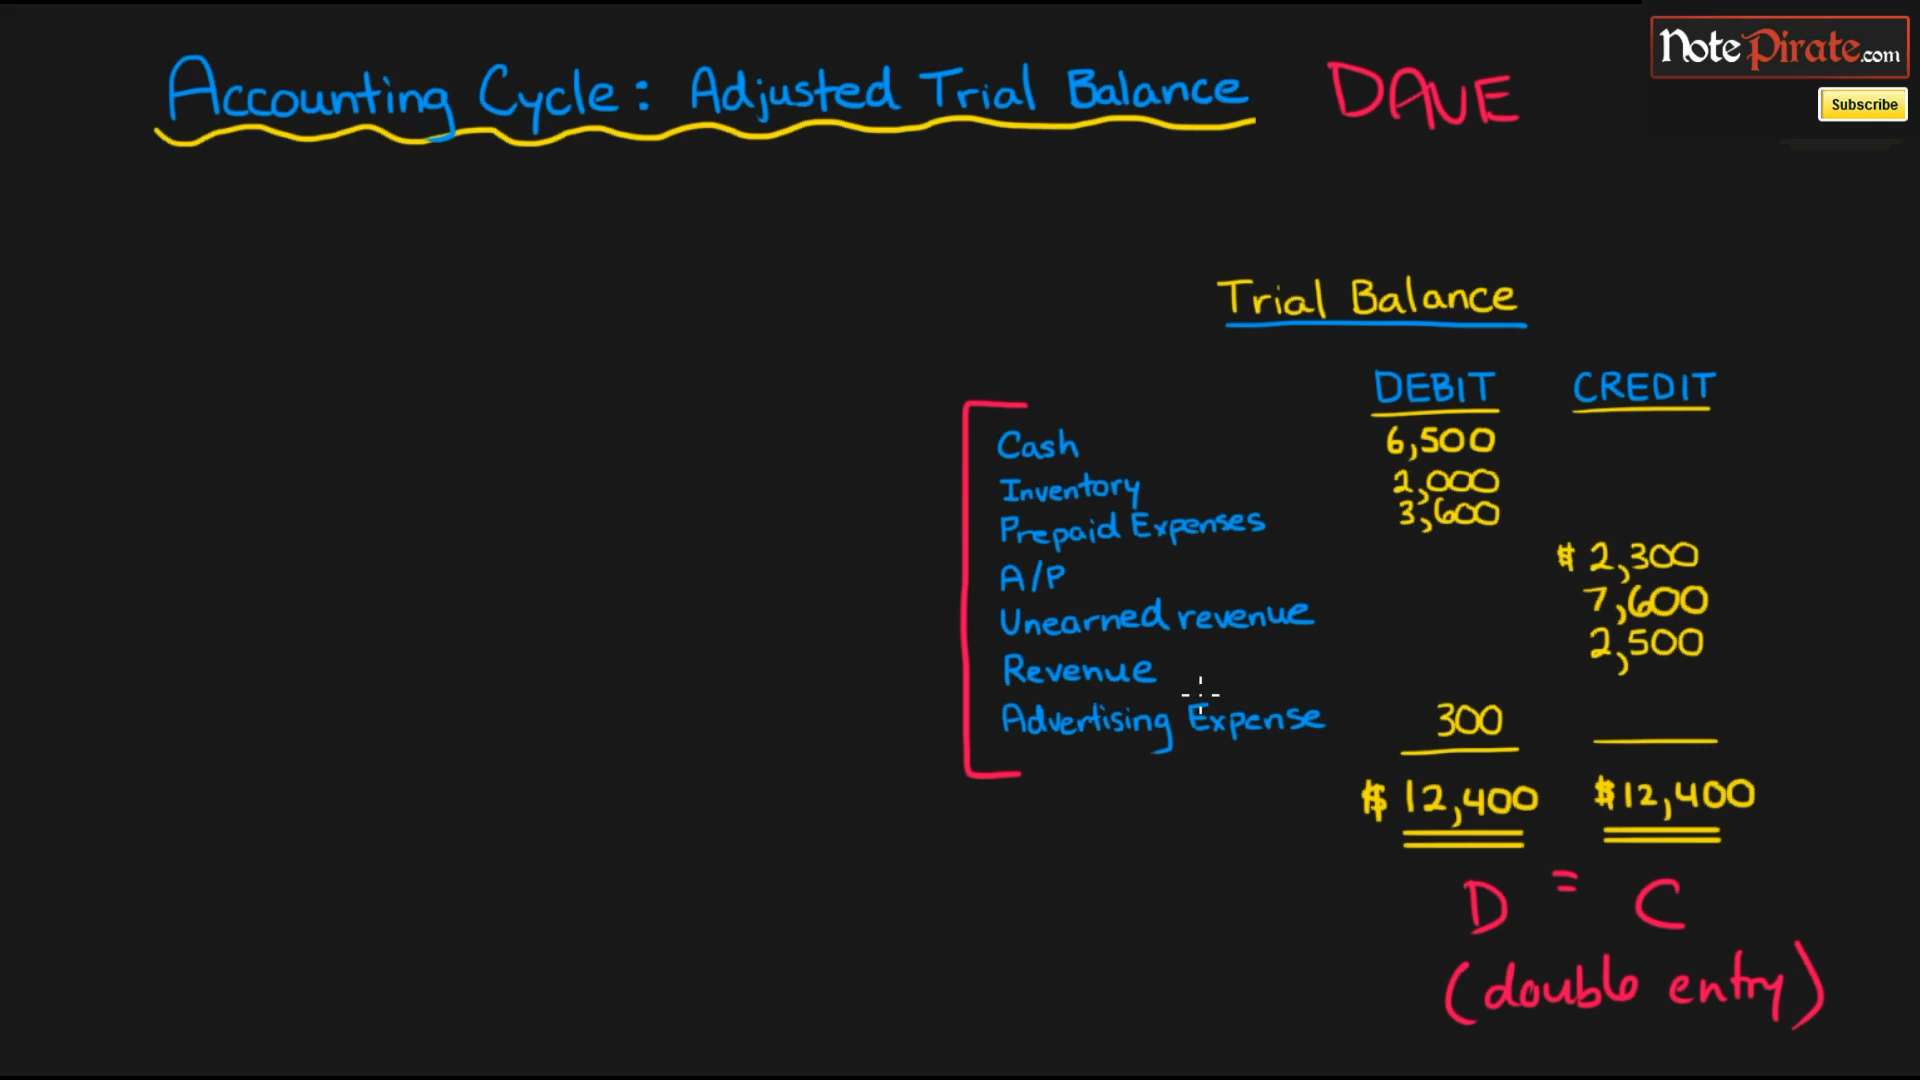 Accounting Cycle: Adjusted Trial Balance DAVE
NotePirate.com
Subscribe
Trial Balance
DEBIT CREDIT
Cash 6,500
Inventory 2,000
Prepaid Expenses 3,600
A/P $ 2,300
Unearned revenue 7,600
Revenue 2,500
Advertising Expense 300
$ 12,400 $12,400
D = C
(double entry)